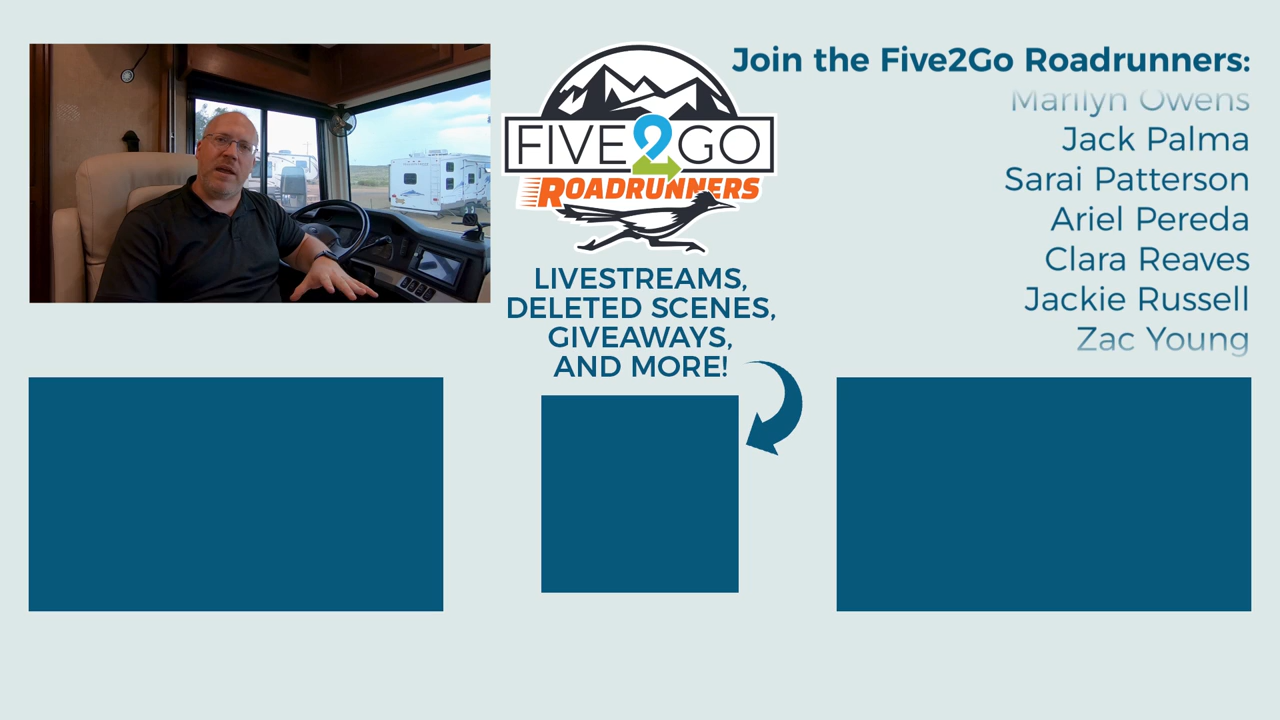 FIVE2GO
ROADRUNNERS
LIVESTREAMS,
DELETED SCENES,
GIVEAWAYS,
AND MORE!
Join the Five2Go Roadrunners:
Marilyn Owens
Jack Palma
Sarai Patterson
Ariel Pereda
Clara Reaves
Jackie Russell
Zac Young